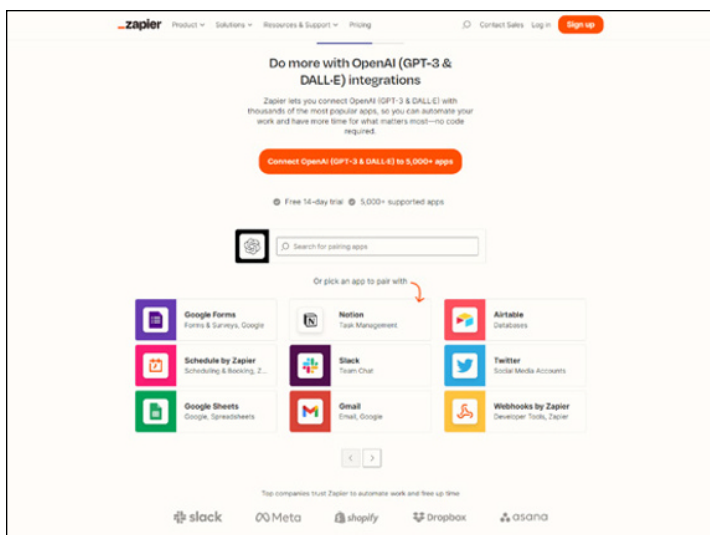 zapier Product Solutions Resources & Support Pricing Contact Sales Log in Sign up
Do more with OpenAI (GPT-3 &
DALL·E) integrations
Zapier lets you connect OpenAI (GPT-3 & DALL·E) with
thousands of the most popular apps, so you can automate your
work and have more time for what matters most—no code
required.
Connect OpenAI (GPT-3 & DALL·E) to 5,000+ apps
Free 14-day trial 5,000+ supported apps
Search for pairing apps
Or pick an app to pair with
Google Forms
Forms & Surveys, Google
Notion
Task Management
Airtable
Databases
Schedule by Zapier
Scheduling & Booking, Z...
Slack
Team Chat
Twitter
Social Media Accounts
Google Sheets
Google, Spreadsheets
Gmail
Email, Google
Webhooks by Zapier
Developer Tools, Zapier
Top companies trust Zapier to automate work and free up time
slack Meta shopify Dropbox asana